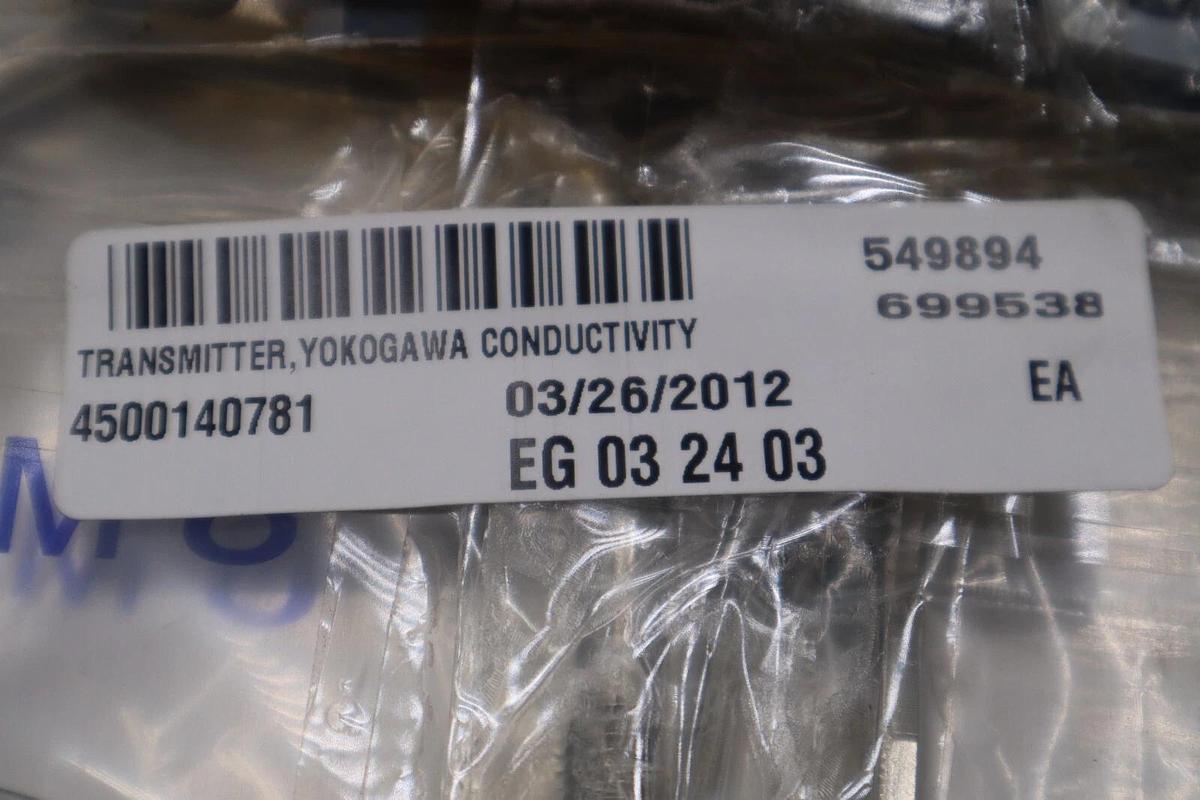 549894
699538
TRANSMITTER,YOKOGAWA CONDUCTIVITY
4500140781 03/26/2012 EA
EG 03 24 03